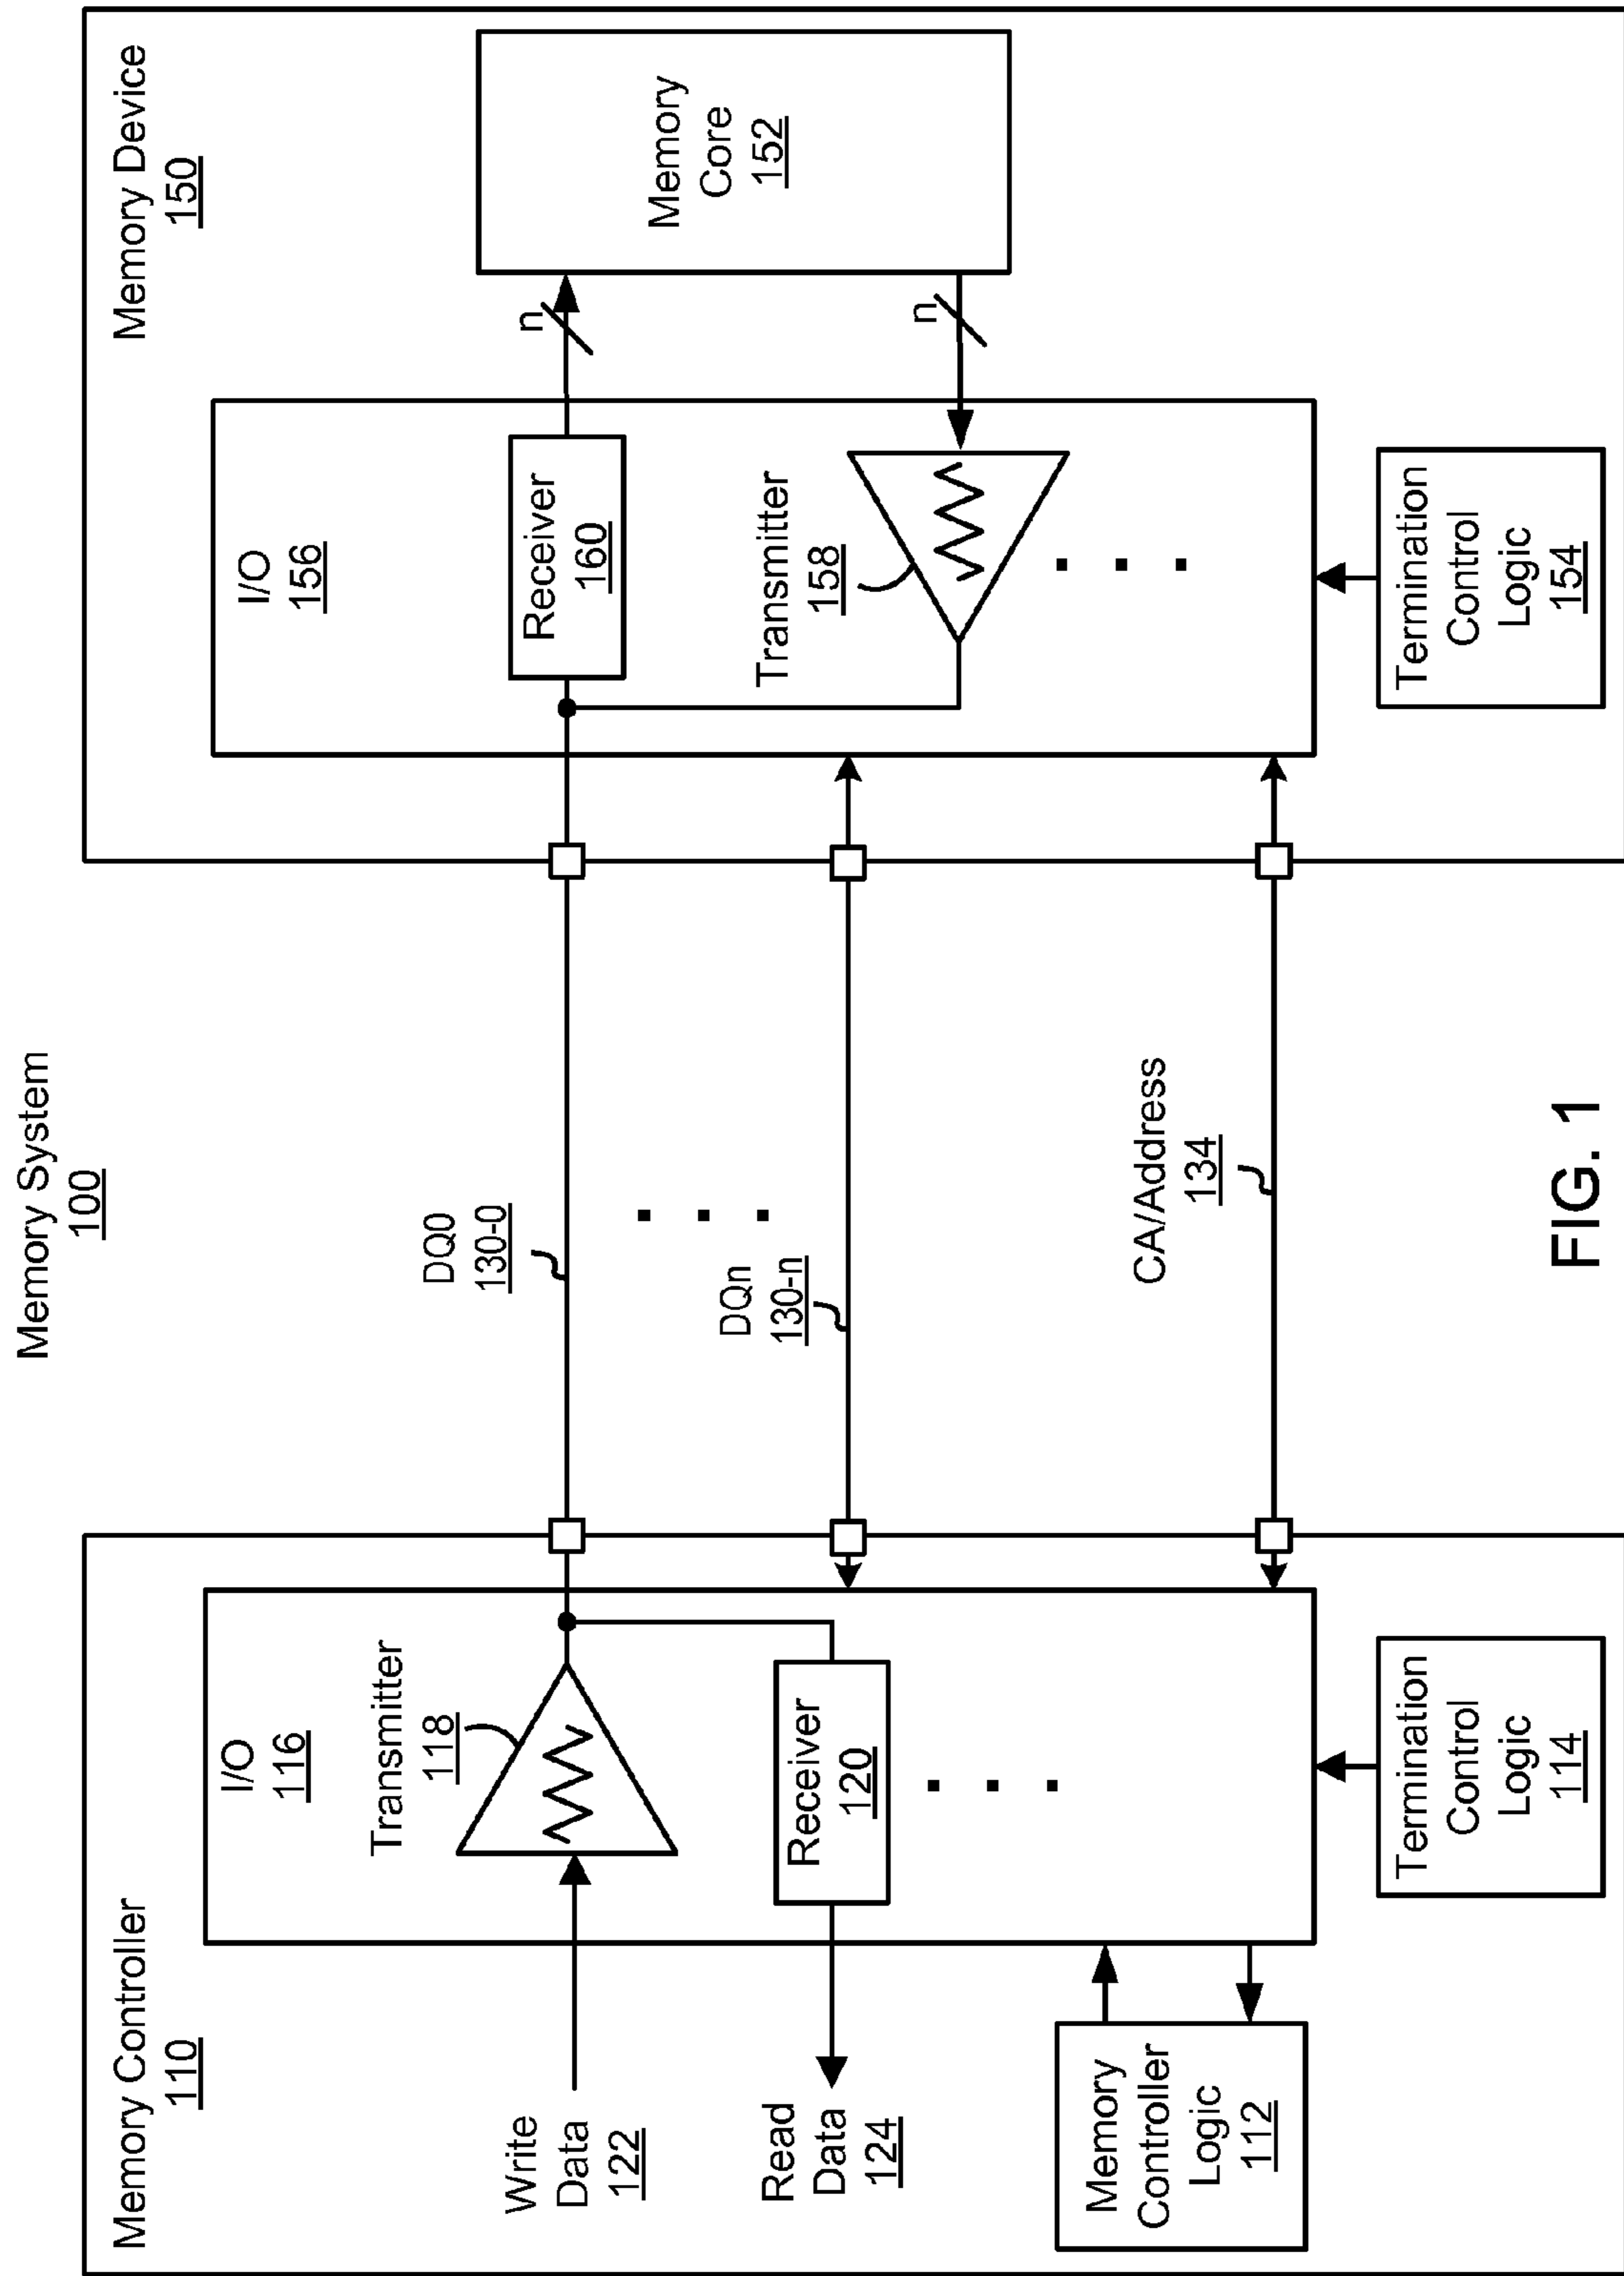 Memory System
100
Memory Controller
110
I/O
116
Transmitter
118
Write
Data
122
Read
Data
124
Receiver
120
Memory
Controller
Logic
112
Termination
Control
Logic
114
DQ0
130-0
DQn
130-n
CA/Address
134
Memory Device
150
I/O
156
Receiver
160
n
Memory
Core
152
n
Transmitter
158
Termination
Control
Logic
154
FIG. 1